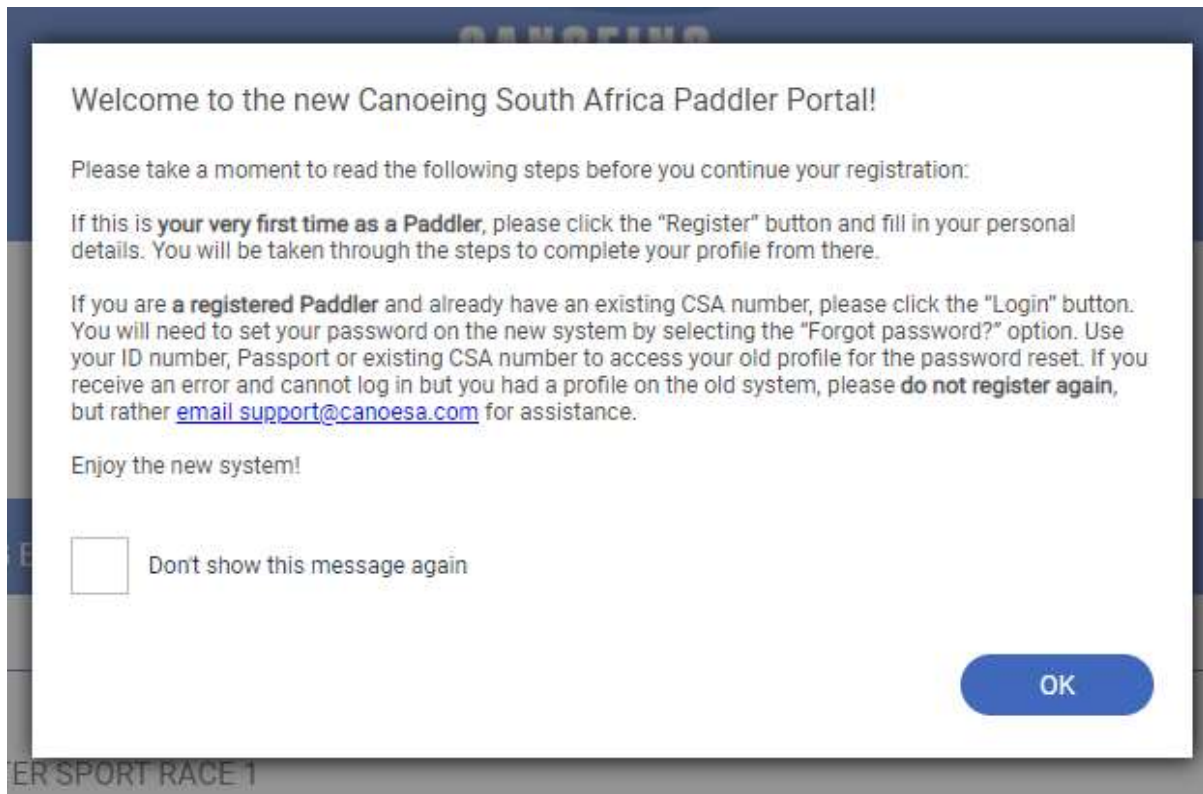 CANOEING
Welcome to the new Canoeing South Africa Paddler Portal!
Please take a moment to read the following steps before you continue your registration:
If this is your very first time as a Paddler, please click the “Register” button and fill in your personal
details. You will be taken through the steps to complete your profile from there.
If you are a registered Paddler and already have an existing CSA number, please click the “Login” button.
You will need to set your password on the new system by selecting the “Forgot password?” option. Use
your ID number, Passport or existing CSA number to access your old profile for the password reset. If you
receive an error and cannot log in but you had a profile on the old system, please do not register again,
but rather email support@canoesa.com for assistance.
Enjoy the new system!
Don't show this message again
OK
TER SPORT RACE 1